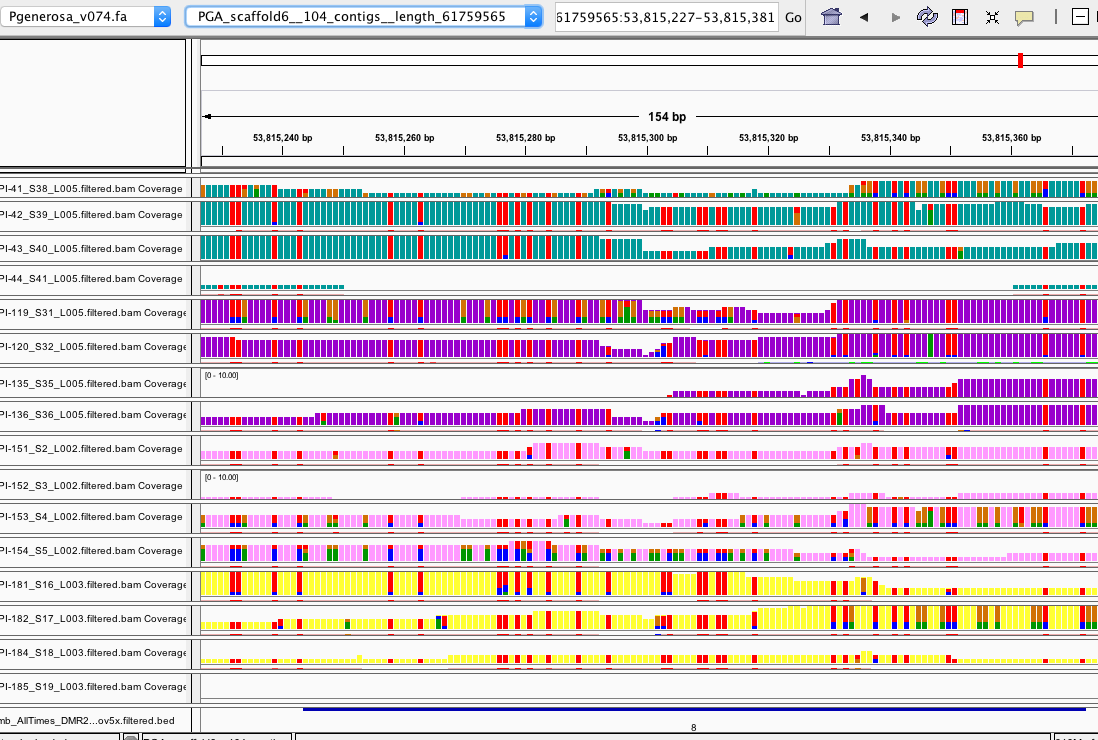 Pgenerosa_v074.fa PGA_scaffold6__104_contigs__length_61759565 61759565:53,815,227-53,815,381 Go
154 bp
53,815,240 bp 53,815,260 bp 53,815,280 bp 53,815,300 bp 53,815,320 bp 53,815,340 bp 53,815,360 bp
PI-41_S38_L005.filtered.bam Coverage
PI-42_S39_L005.filtered.bam Coverage
PI-43_S40_L005.filtered.bam Coverage
PI-44_S41_L005.filtered.bam Coverage
PI-119_S31_L005.filtered.bam Coverage
PI-120_S32_L005.filtered.bam Coverage
PI-135_S35_L005.filtered.bam Coverage [0 - 10.00]
PI-136_S36_L005.filtered.bam Coverage
PI-151_S2_L002.filtered.bam Coverage
PI-152_S3_L002.filtered.bam Coverage [0 - 10.00]
PI-153_S4_L002.filtered.bam Coverage
PI-154_S5_L002.filtered.bam Coverage
PI-181_S16_L003.filtered.bam Coverage
PI-182_S17_L003.filtered.bam Coverage
PI-184_S18_L003.filtered.bam Coverage
PI-185_S19_L003.filtered.bam Coverage
mb_AllTimes_DMR2...ov5x.filtered.bed
8